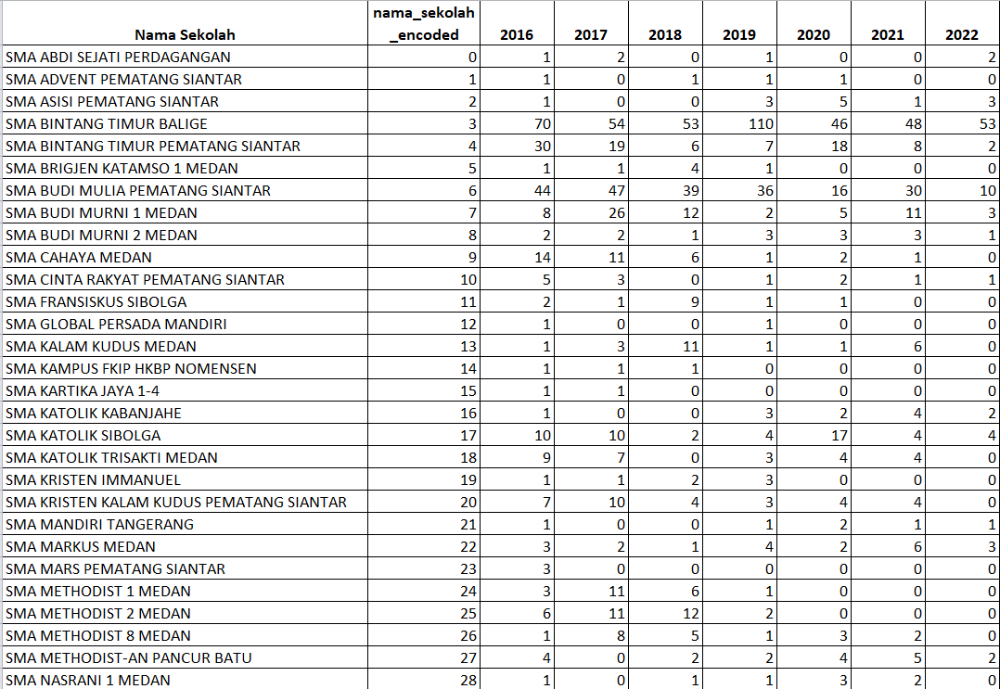 Nama Sekolah nama_sekolah_encoded 2016 2017 2018 2019 2020 2021 2022
SMA ABDI SEJATI PERDAGANGAN 0 1 2 0 1 0 0 2
SMA ADVENT PEMATANG SIANTAR 1 1 0 1 1 1 0 0
SMA ASISI PEMATANG SIANTAR 2 1 0 0 3 5 1 3
SMA BINTANG TIMUR BALIGE 3 70 54 53 110 46 48 53
SMA BINTANG TIMUR PEMATANG SIANTAR 4 30 19 6 7 18 8 2
SMA BRIGJEN KATAMSO 1 MEDAN 5 1 1 4 1 0 0 0
SMA BUDI MULIA PEMATANG SIANTAR 6 44 47 39 36 16 30 10
SMA BUDI MURNI 1 MEDAN 7 8 26 12 2 5 11 3
SMA BUDI MURNI 2 MEDAN 8 2 2 1 3 3 3 1
SMA CAHAYA MEDAN 9 14 11 6 1 2 1 0
SMA CINTA RAKYAT PEMATANG SIANTAR 10 5 3 0 1 2 1 1
SMA FRANSISKUS SIBOLGA 11 2 1 9 1 1 0 0
SMA GLOBAL PERSADA MANDIRI 12 1 0 0 1 0 0 0
SMA KALAM KUDUS MEDAN 13 1 3 11 1 1 6 0
SMA KAMPUS FKIP HKBP NOMENSEN 14 1 1 1 0 0 0 0
SMA KARTIKA JAYA 1-4 15 1 1 0 0 0 0 0
SMA KATOLIK KABANJAHE 16 1 0 0 3 2 4 2
SMA KATOLIK SIBOLGA 17 10 10 2 4 17 4 4
SMA KATOLIK TRISAKTI MEDAN 18 9 7 0 3 4 4 0
SMA KRISTEN IMMANUEL 19 1 1 2 3 0 0 0
SMA KRISTEN KALAM KUDUS PEMATANG SIANTAR 20 7 10 4 3 4 4 0
SMA MANDIRI TANGERANG 21 1 0 0 1 2 1 1
SMA MARKUS MEDAN 22 3 2 1 4 2 6 3
SMA MARS PEMATANG SIANTAR 23 3 0 0 0 0 0 0
SMA METHODIST 1 MEDAN 24 3 11 6 1 0 0 0
SMA METHODIST 2 MEDAN 25 6 11 12 2 0 0 0
SMA METHODIST 8 MEDAN 26 1 8 5 1 3 2 0
SMA METHODIST-AN PANCUR BATU 27 4 0 2 2 4 5 2
SMA NASRANI 1 MEDAN 28 1 0 1 1 3 2 0